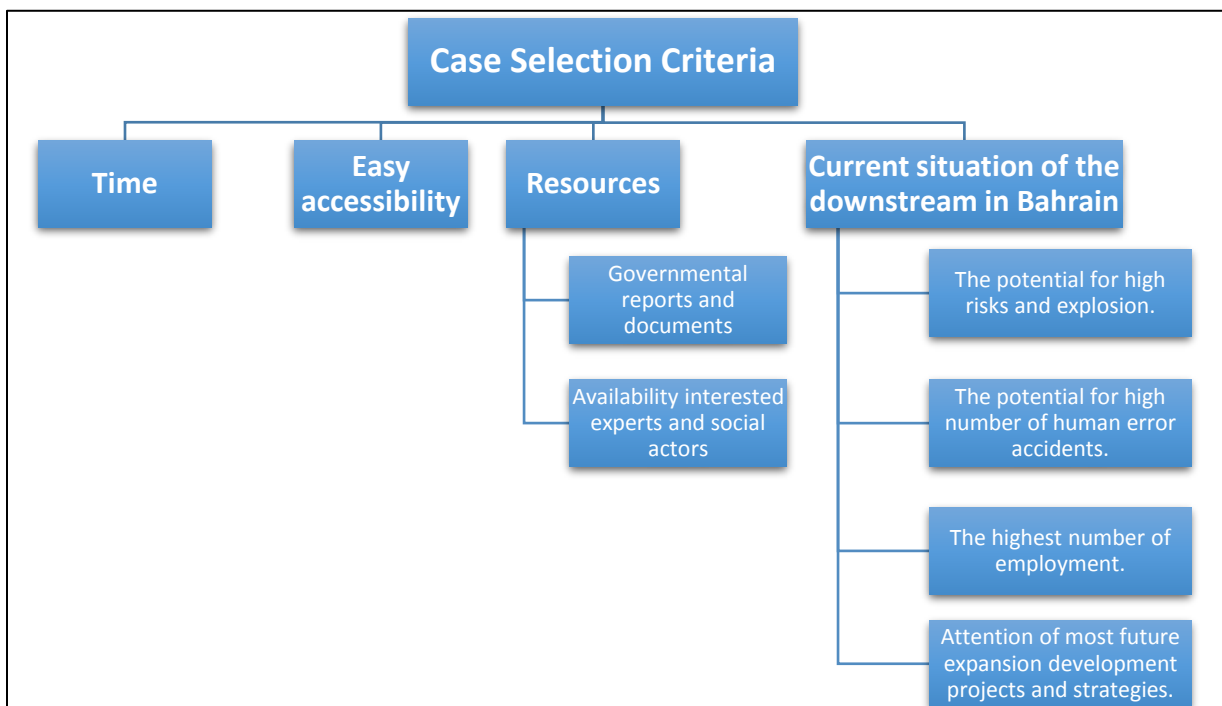 Case Selection Criteria
Time
Easy
accessibility
Resources
Current situation of the
downstream in Bahrain
Governmental
reports and
documents
Availability interested
experts and social
actors
The potential for high
risks and explosion.
The potential for high
number of human error
accidents.
The highest number of
employment.
Attention of most future
expansion development
projects and strategies.